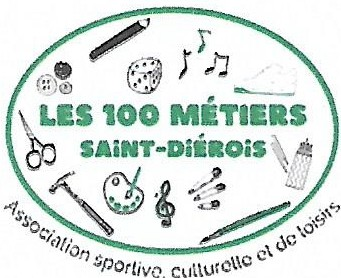 LES 100 MÉTIERS
SAiNT-DiÉROiS
Association sportive, culturelle et de loisirs